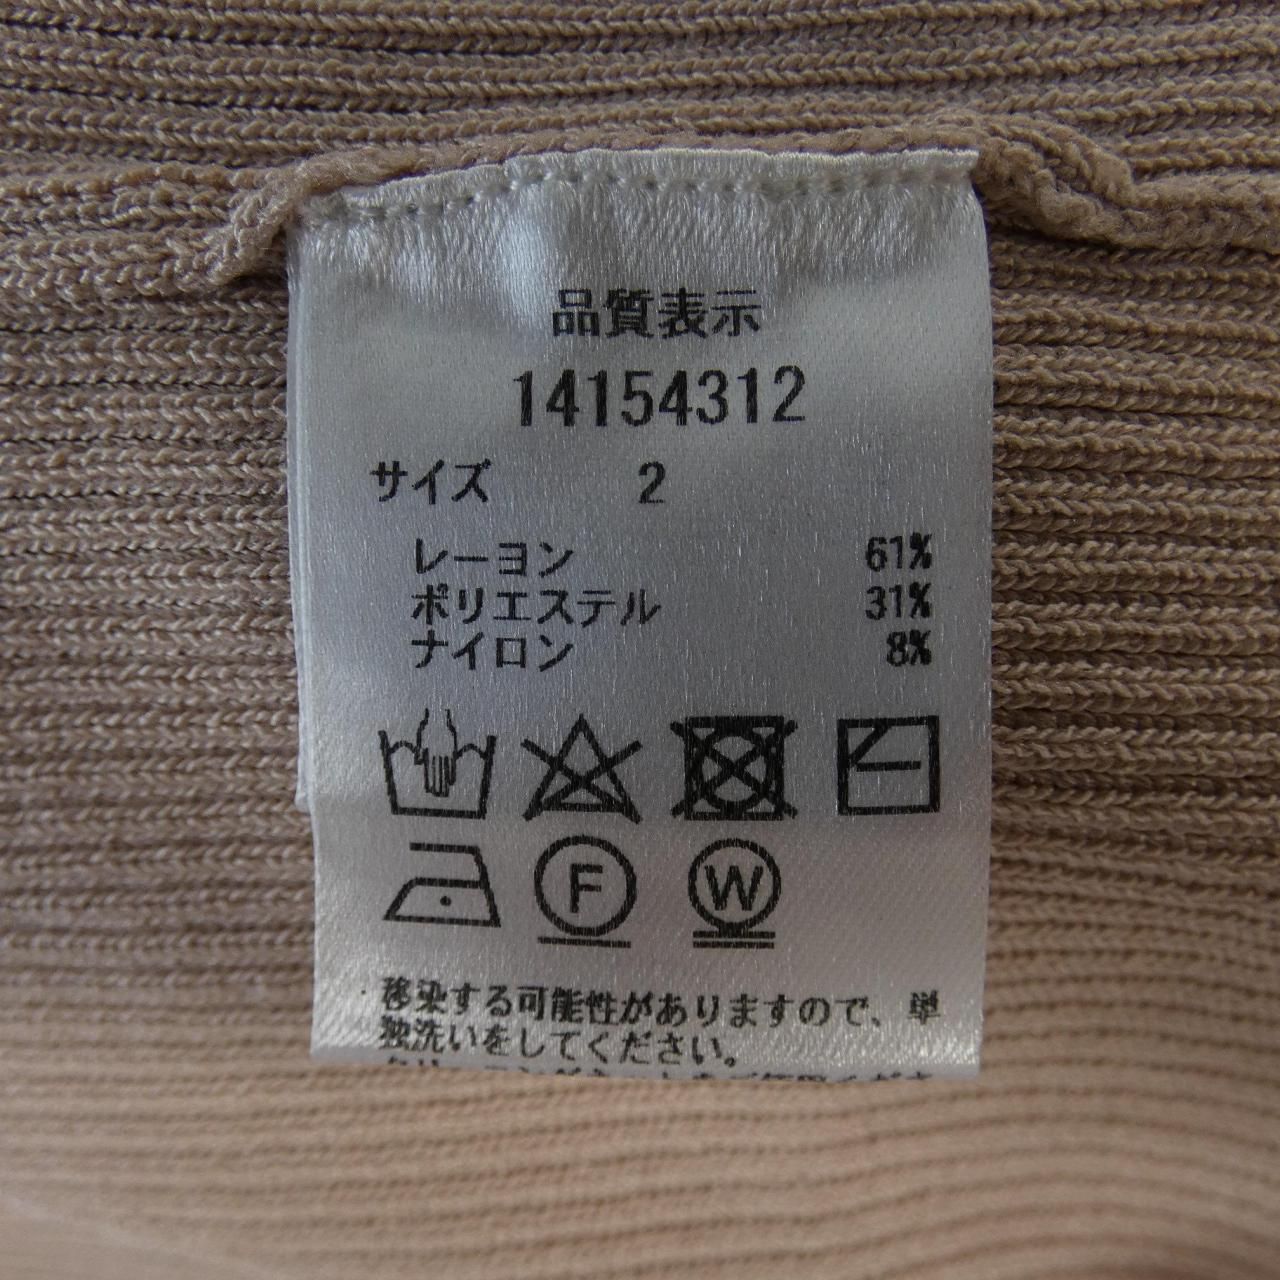 品質表示
14154312
サイズ 2
レーヨン 61%
ポリエステル 31%
ナイロン 8%
F W
移染する可能性がありますので、単
独洗いをしてください。